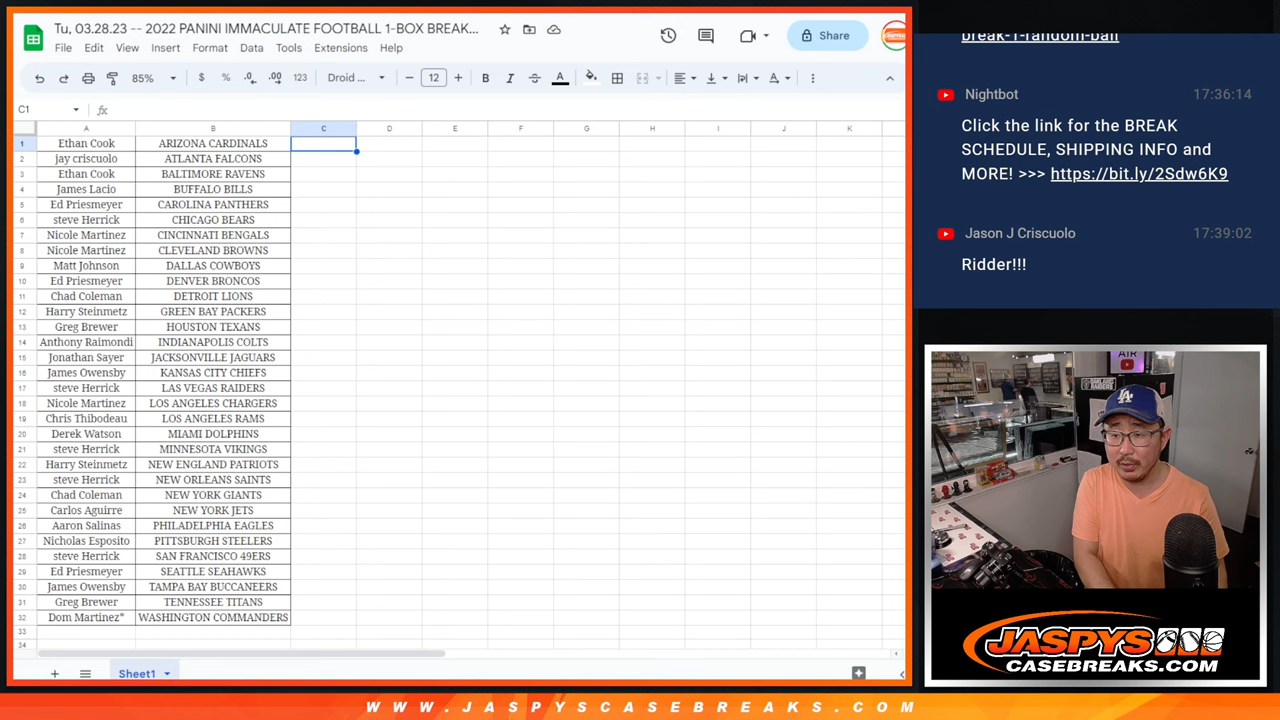 Tu, 03.28.23 -- 2022 PANINI IMMACULATE FOOTBALL 1-BOX BREAK...
File Edit View Insert Format Data Tools Extensions Help
Share
85% $ % .0 .00 123 Droid ... 12 B I S A
C1 fx
A B C D E F G H I J K
1 Ethan Cook ARIZONA CARDINALS
2 jay criscuolo ATLANTA FALCONS
3 Ethan Cook BALTIMORE RAVENS
4 James Lacio BUFFALO BILLS
5 Ed Priesmeyer CAROLINA PANTHERS
6 steve Herrick CHICAGO BEARS
7 Nicole Martinez CINCINNATI BENGALS
8 Nicole Martinez CLEVELAND BROWNS
9 Matt Johnson DALLAS COWBOYS
10 Ed Priesmeyer DENVER BRONCOS
11 Chad Coleman DETROIT LIONS
12 Harry Steinmetz GREEN BAY PACKERS
13 Greg Brewer HOUSTON TEXANS
14 Anthony Raimondi INDIANAPOLIS COLTS
15 Jonathan Sayer JACKSONVILLE JAGUARS
16 James Owensby KANSAS CITY CHIEFS
17 steve Herrick LAS VEGAS RAIDERS
18 Nicole Martinez LOS ANGELES CHARGERS
19 Chris Thibodeau LOS ANGELES RAMS
20 Derek Watson MIAMI DOLPHINS
21 steve Herrick MINNESOTA VIKINGS
22 Harry Steinmetz NEW ENGLAND PATRIOTS
23 steve Herrick NEW ORLEANS SAINTS
24 Chad Coleman NEW YORK GIANTS
25 Carlos Aguirre NEW YORK JETS
26 Aaron Salinas PHILADELPHIA EAGLES
27 Nicholas Esposito PITTSBURGH STEELERS
28 steve Herrick SAN FRANCISCO 49ERS
29 Ed Priesmeyer SEATTLE SEAHAWKS
30 James Owensby TAMPA BAY BUCCANEERS
31 Greg Brewer TENNESSEE TITANS
32 Dom Martinez* WASHINGTON COMMANDERS
33
34
Sheet1
break-1-random-ball
Nightbot 17:36:14
Click the link for the BREAK
SCHEDULE, SHIPPING INFO and
MORE! >>> https://bit.ly/2Sdw6K9
Jason J Criscuolo 17:39:02
Ridder!!!
AIR
LA
JASPYS
CASEBREAKS.COM
WWW.JASPYSCASEBREAKS.COM